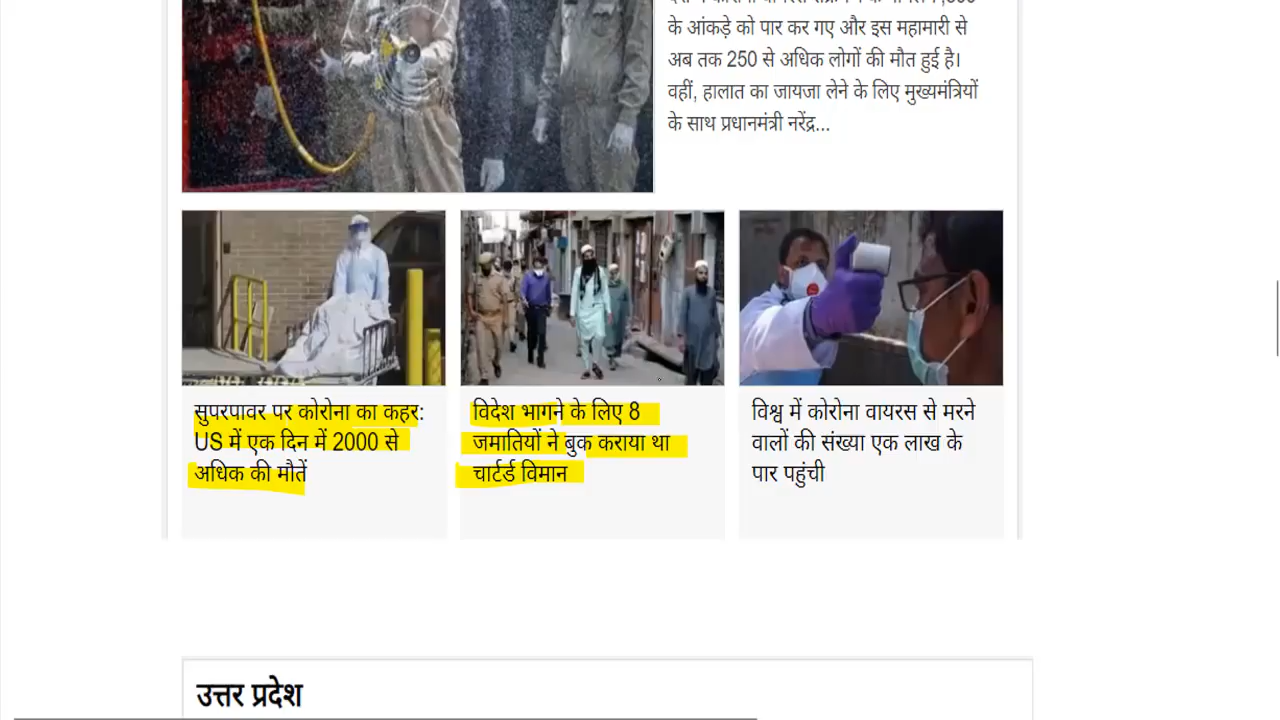 के आंकड़े को पार कर गए और इस महामारी से
अब तक 250 से अधिक लोगों की मौत हुई है।
वहीं, हालात का जायजा लेने के लिए मुख्यमंत्रियों
के साथ प्रधानमंत्री नरेंद्र...
सुपरपावर पर कोरोना का कहर:
US में एक दिन में 2000 से
अधिक की मौतें
विदेश भागने के लिए 8
जमातियों ने बुक कराया था
चार्टर्ड विमान
विश्व में कोरोना वायरस से मरने
वालों की संख्या एक लाख के
पार पहुंची
उत्तर प्रदेश